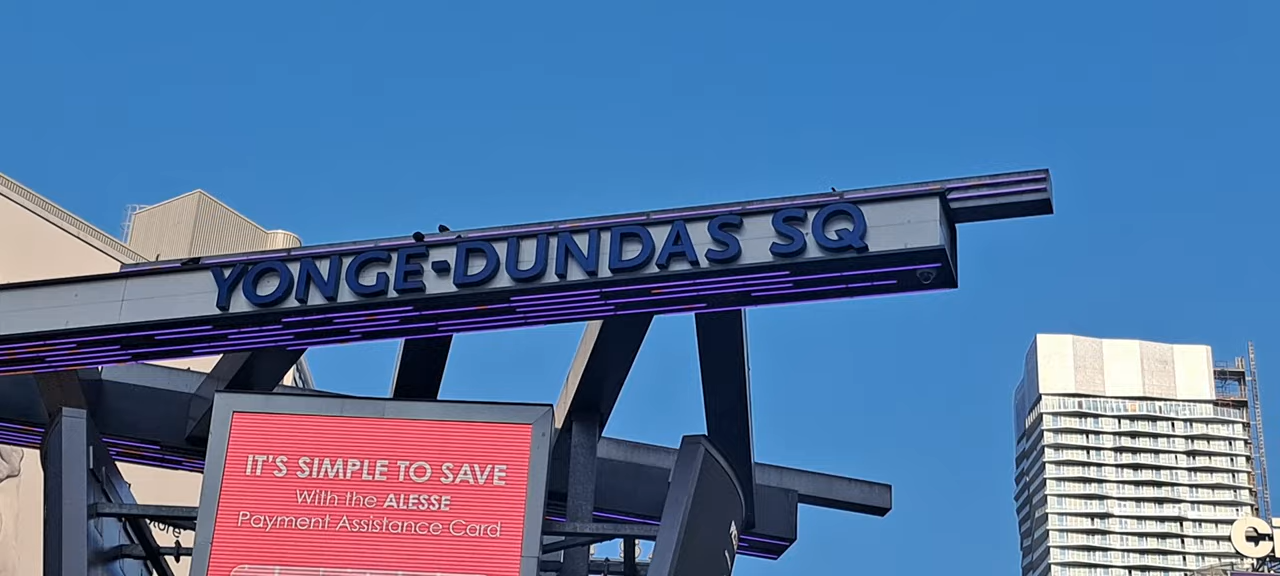 YONGE-DUNDAS SQ
IT'S SIMPLE TO SAVE
With the ALESSE
Payment Assistance Card